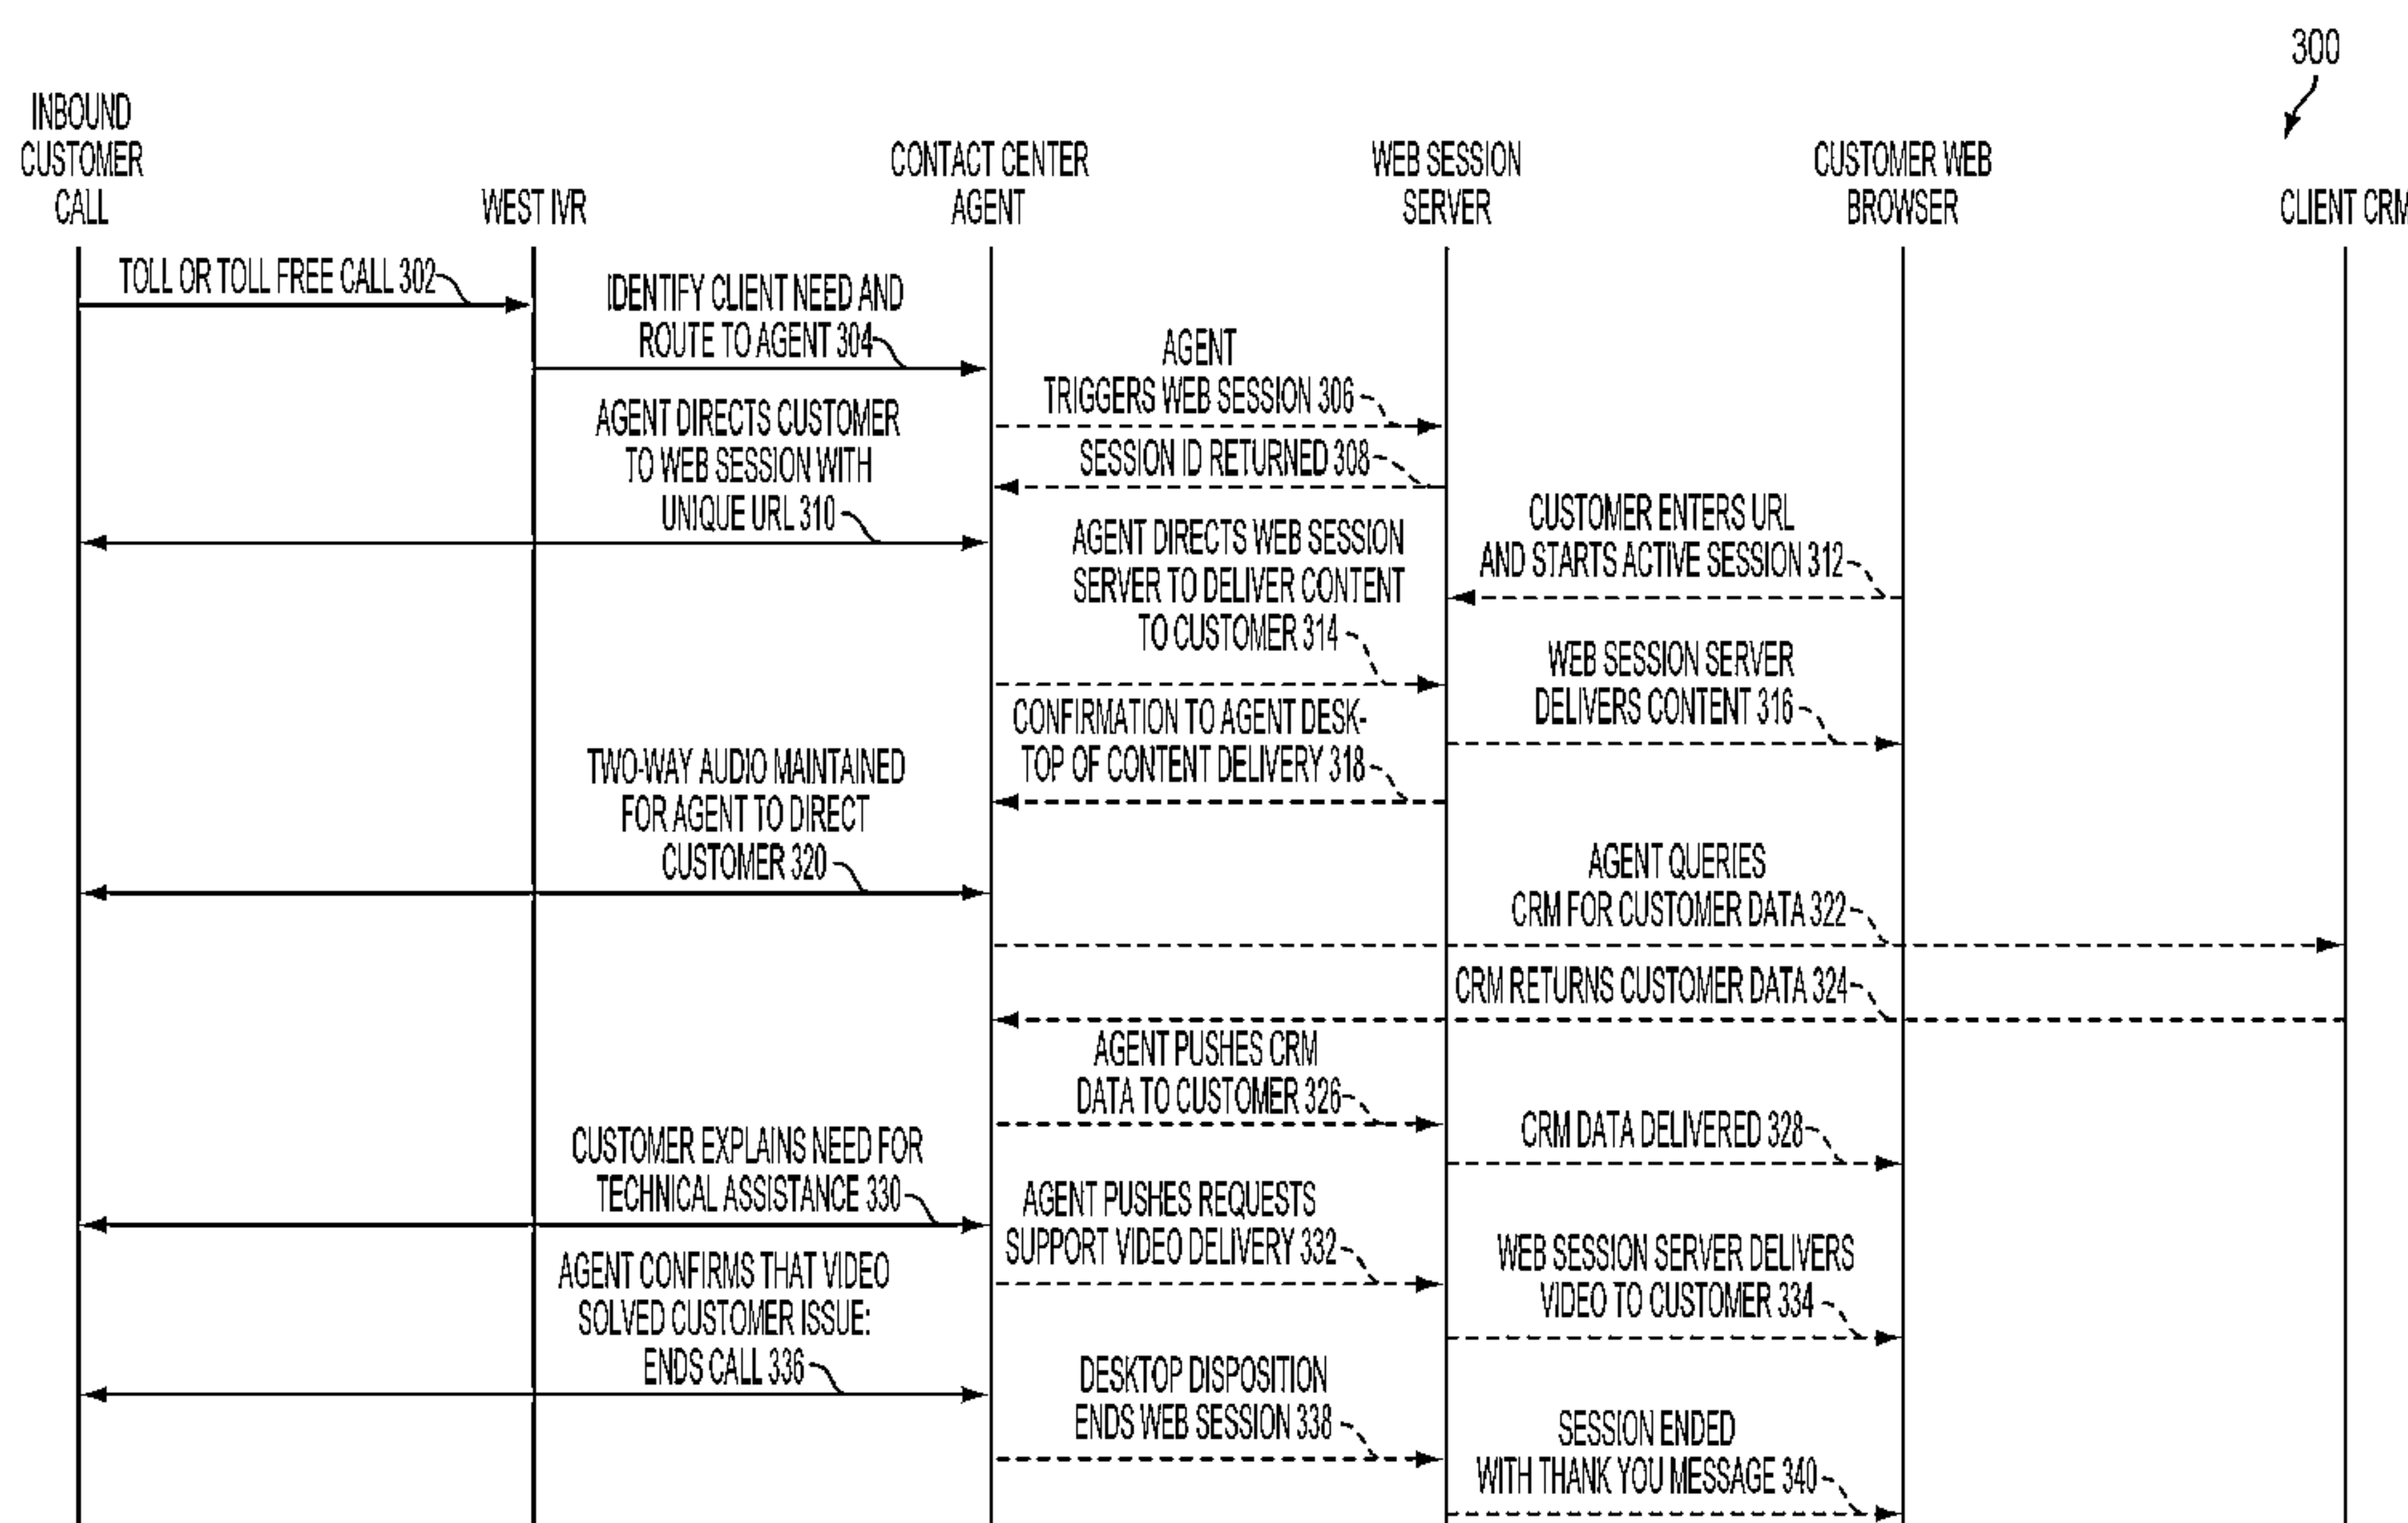 300
INBOUND
CUSTOMER
CALL
WEST IVR
CONTACT CENTER
AGENT
WEB SESSION
SERVER
CUSTOMER WEB
BROWSER
CLIENT CRM
TOLL OR TOLL FREE CALL 302
IDENTIFY CLIENT NEED AND
ROUTE TO AGENT 304
AGENT
TRIGGERS WEB SESSION 306
SESSION ID RETURNED 308
AGENT DIRECTS CUSTOMER
TO WEB SESSION WITH
UNIQUE URL 310
CUSTOMER ENTERS URL
AND STARTS ACTIVE SESSION 312
AGENT DIRECTS WEB SESSION
SERVER TO DELIVER CONTENT
TO CUSTOMER 314
WEB SESSION SERVER
DELIVERS CONTENT 316
CONFIRMATION TO AGENT DESK-
TOP OF CONTENT DELIVERY 318
TWO-WAY AUDIO MAINTAINED
FOR AGENT TO DIRECT
CUSTOMER 320
AGENT QUERIES
CRM FOR CUSTOMER DATA 322
CRM RETURNS CUSTOMER DATA 324
AGENT PUSHES CRM
DATA TO CUSTOMER 326
CRM DATA DELIVERED 328
CUSTOMER EXPLAINS NEED FOR
TECHNICAL ASSISTANCE 330
AGENT PUSHES REQUESTS
SUPPORT VIDEO DELIVERY 332
WEB SESSION SERVER DELIVERS
VIDEO TO CUSTOMER 334
AGENT CONFIRMS THAT VIDEO
SOLVED CUSTOMER ISSUE:
ENDS CALL 336
DESKTOP DISPOSITION
ENDS WEB SESSION 338
SESSION ENDED
WITH THANK YOU MESSAGE 340